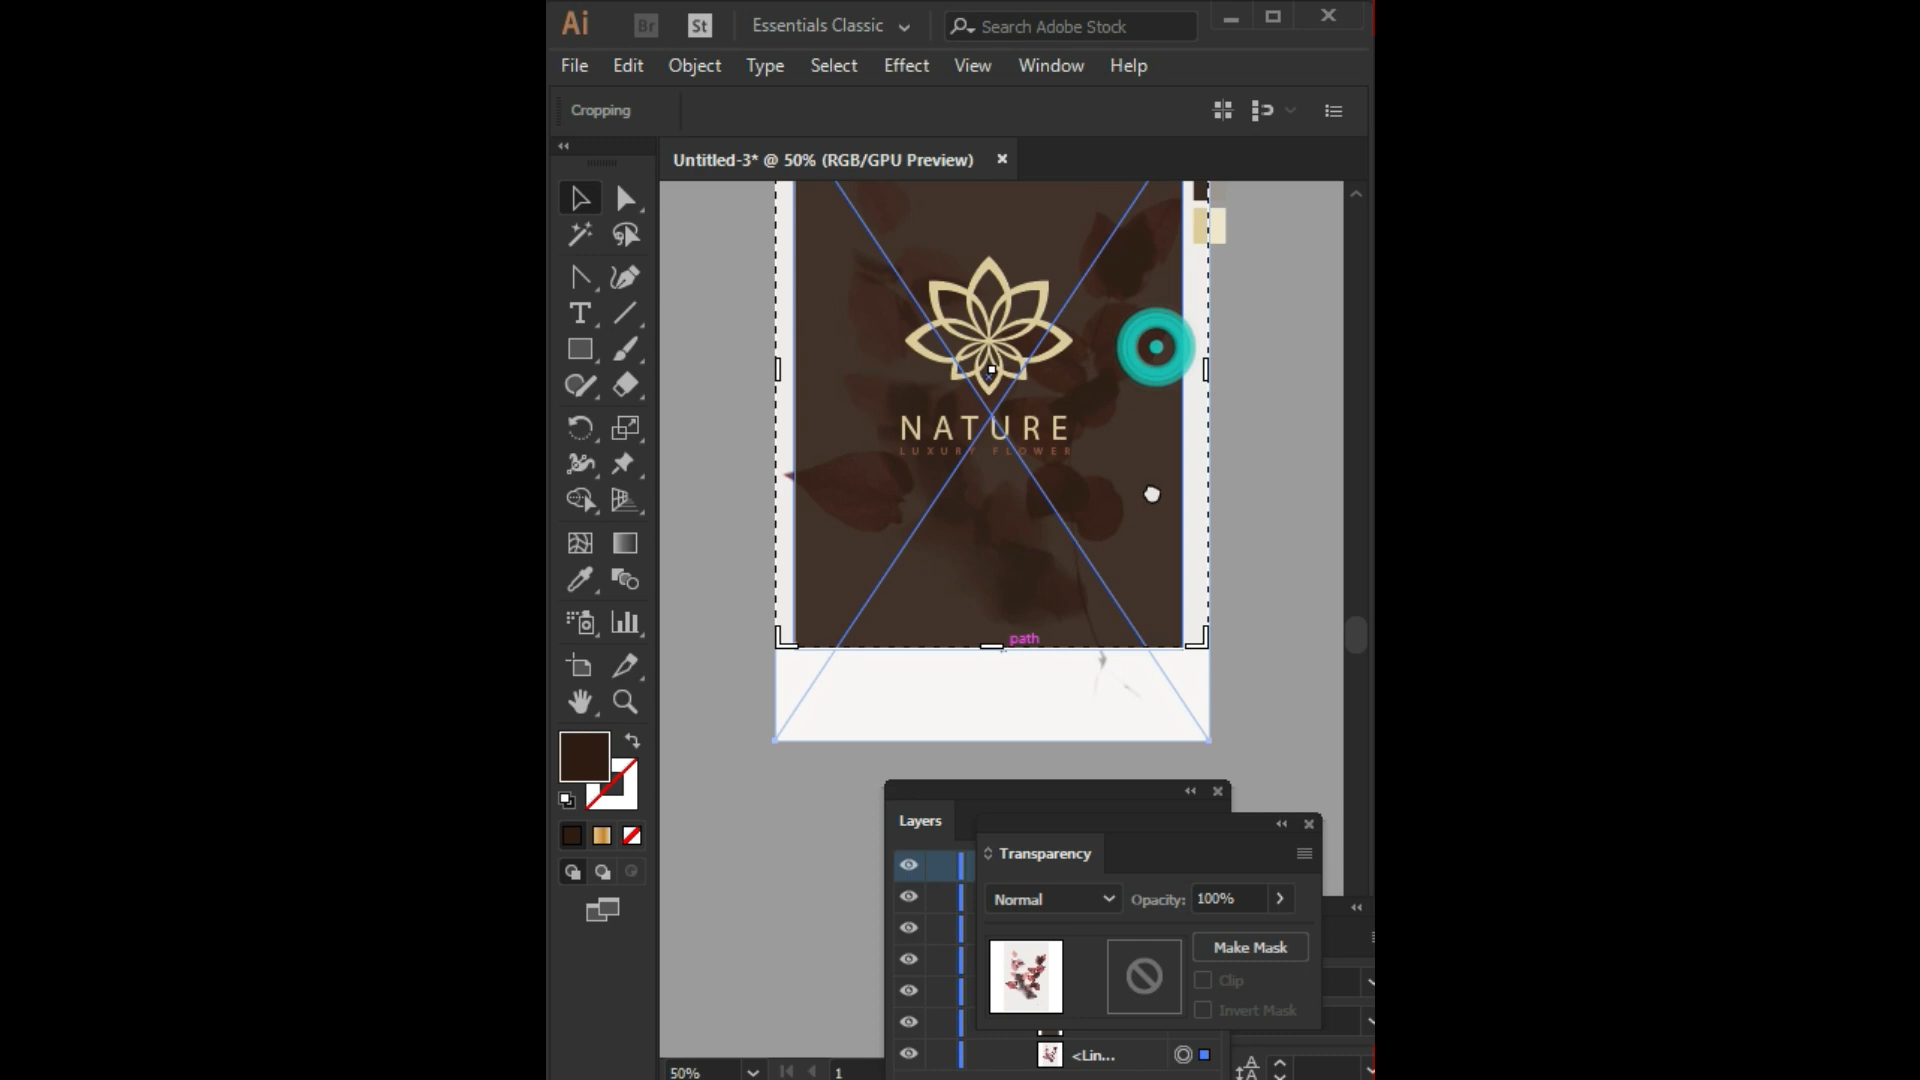 Ai Br St Essentials Classic Search Adobe Stock
File Edit Object Type Select Effect View Window Help
Cropping
Untitled-3* @ 50% (RGB/GPU Preview)
NATURE
LUXURY FLOWER
path
Layers
Transparency
Normal Opacity: 100%
Make Mask
Clip
Invert Mask
<Lin...
50% 1